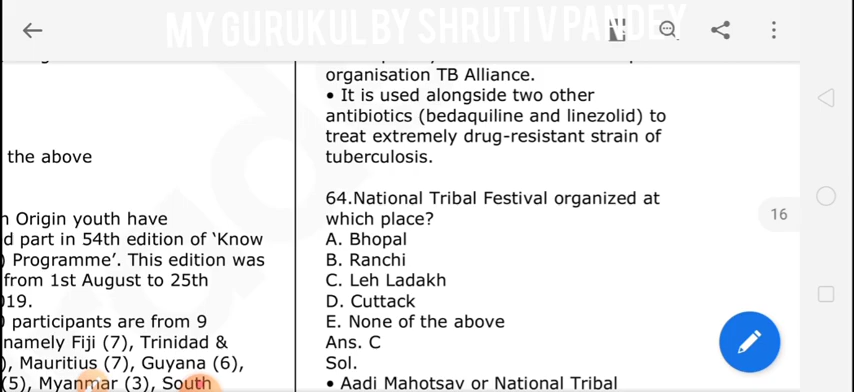 MY GURUKUL BY SHRUTI V PANDEY
the above
n Origin youth have
d part in 54th edition of ‘Know
) Programme’. This edition was
from 1st August to 25th
019.
0 participants are from 9
namely Fiji (7), Trinidad &
), Mauritius (7), Guyana (6),
(5), Myanmar (3), South
organisation TB Alliance.
• It is used alongside two other
antibiotics (bedaquiline and linezolid) to
treat extremely drug-resistant strain of
tuberculosis.
64.National Tribal Festival organized at
which place?
A. Bhopal
B. Ranchi
C. Leh Ladakh
D. Cuttack
E. None of the above
Ans. C
Sol.
• Aadi Mahotsav or National Tribal
16